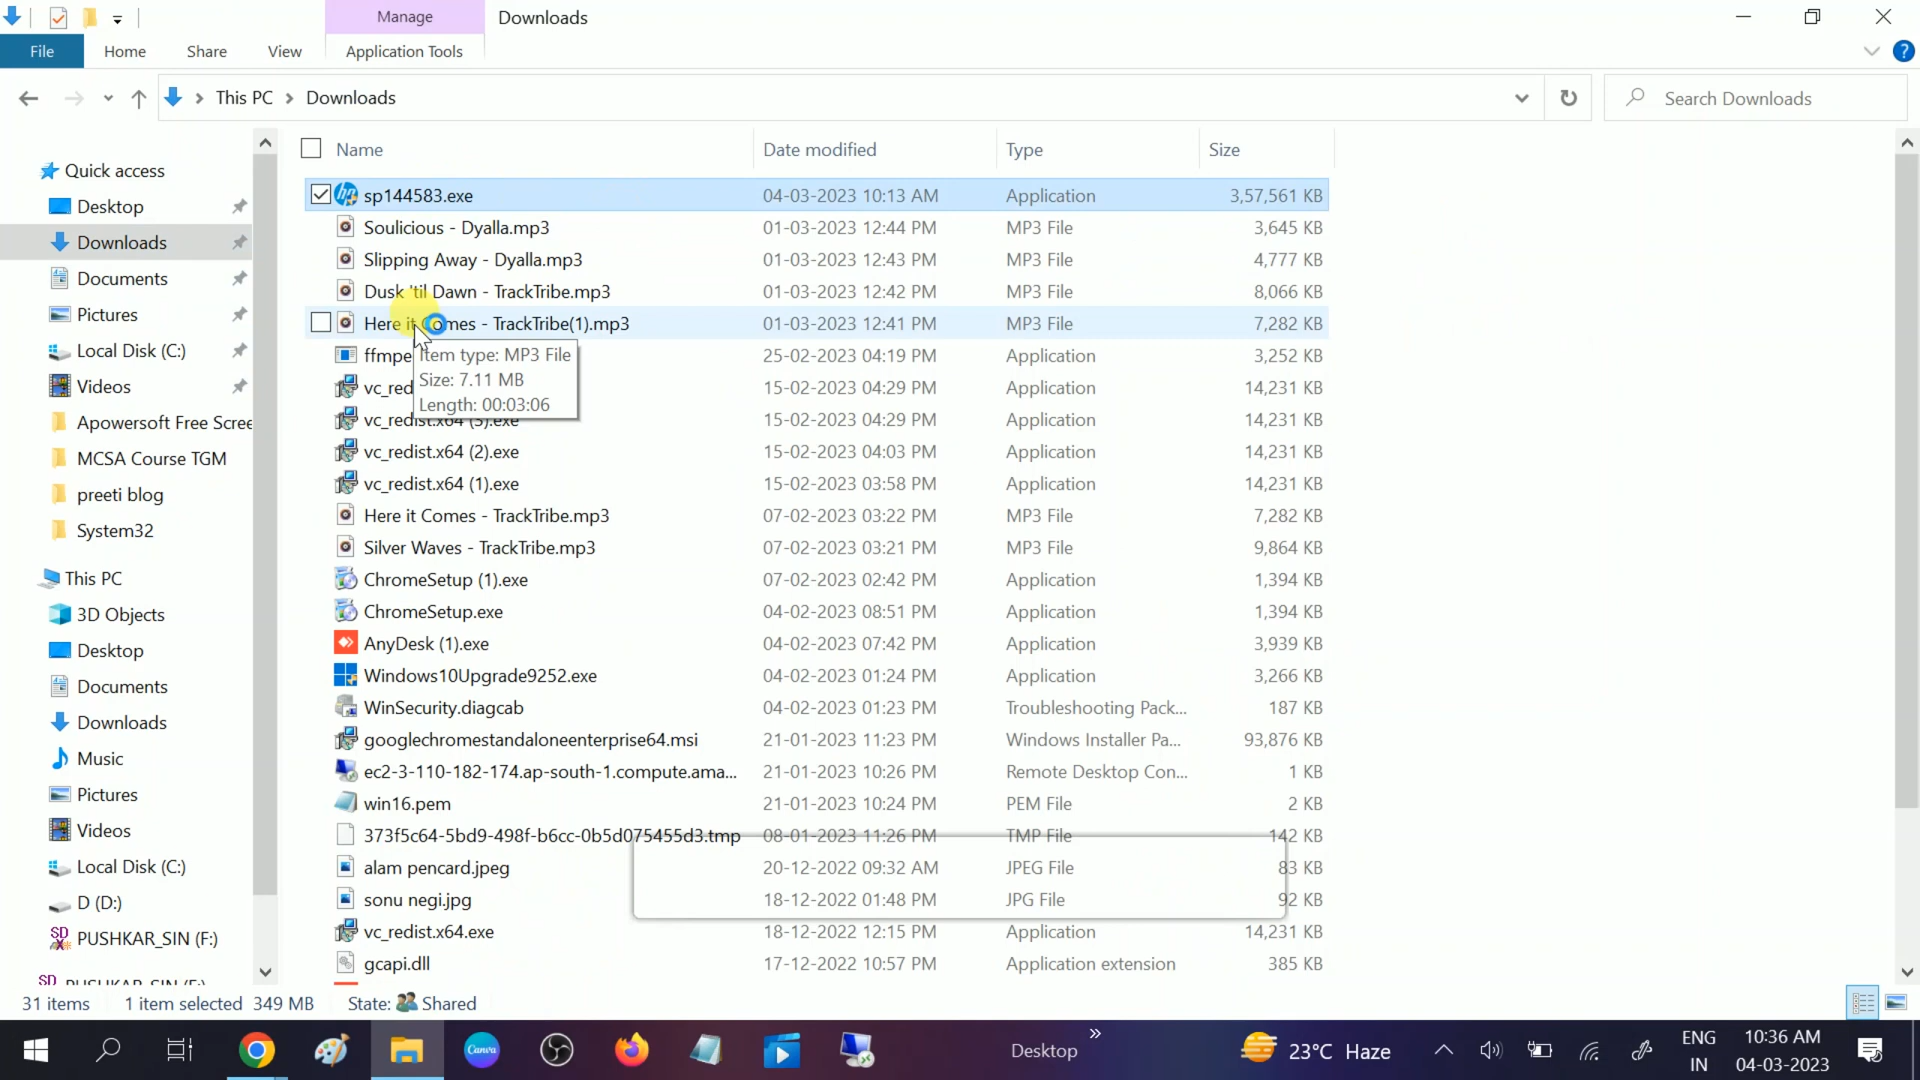 Manage
Downloads
File
Home
Share
View
Application Tools
This PC
Downloads
Search Downloads
Name
Date modified
Type
Size
Quick access
Desktop
Downloads
Documents
Pictures
Local Disk (C:)
Videos
Apowersoft Free Scree
MCSA Course TGM
preeti blog
System32
This PC
3D Objects
Desktop
Documents
Downloads
Music
Pictures
Videos
Local Disk (C:)
D (D:)
PUSHKAR_SIN (F:)
sp144583.exe 04-03-2023 10:13 AM Application 3,57,561 KB
Soulicious - Dyalla.mp3 01-03-2023 12:44 PM MP3 File 3,645 KB
Slipping Away - Dyalla.mp3 01-03-2023 12:43 PM MP3 File 4,777 KB
Dusk 'til Dawn - TrackTribe.mp3 01-03-2023 12:42 PM MP3 File 8,066 KB
Here it Comes - TrackTribe(1).mp3 01-03-2023 12:41 PM MP3 File 7,282 KB
ffmpe 25-02-2023 04:19 PM Application 3,252 KB
Item type: MP3 File
Size: 7.11 MB
Length: 00:03:06
vc_red 15-02-2023 04:29 PM Application 14,231 KB
vc_redist.x64 (3).exe 15-02-2023 04:29 PM Application 14,231 KB
vc_redist.x64 (2).exe 15-02-2023 04:03 PM Application 14,231 KB
vc_redist.x64 (1).exe 15-02-2023 03:58 PM Application 14,231 KB
Here it Comes - TrackTribe.mp3 07-02-2023 03:22 PM MP3 File 7,282 KB
Silver Waves - TrackTribe.mp3 07-02-2023 03:21 PM MP3 File 9,864 KB
ChromeSetup (1).exe 07-02-2023 02:42 PM Application 1,394 KB
ChromeSetup.exe 04-02-2023 08:51 PM Application 1,394 KB
AnyDesk (1).exe 04-02-2023 07:42 PM Application 3,939 KB
Windows10Upgrade9252.exe 04-02-2023 01:24 PM Application 3,266 KB
WinSecurity.diagcab 04-02-2023 01:23 PM Troubleshooting Pack... 187 KB
googlechromestandaloneenterprise64.msi 21-01-2023 11:23 PM Windows Installer Pa... 93,876 KB
ec2-3-110-182-174.ap-south-1.compute.ama... 21-01-2023 10:26 PM Remote Desktop Con... 1 KB
win16.pem 21-01-2023 10:24 PM PEM File 2 KB
373f5c64-5bd9-498f-b6cc-0b5d075455d3.tmp 08-01-2023 11:26 PM TMP File 142 KB
alam pencard.jpeg 20-12-2022 09:32 AM JPEG File 83 KB
sonu negi.jpg 18-12-2022 01:48 PM JPG File 92 KB
vc_redist.x64.exe 18-12-2022 12:15 PM Application 14,231 KB
gcapi.dll 17-12-2022 10:57 PM Application extension 385 KB
31 items 1 item selected 349 MB State: Shared
Canva
Desktop
23°C Haze
ENG
IN
10:36 AM
04-03-2023